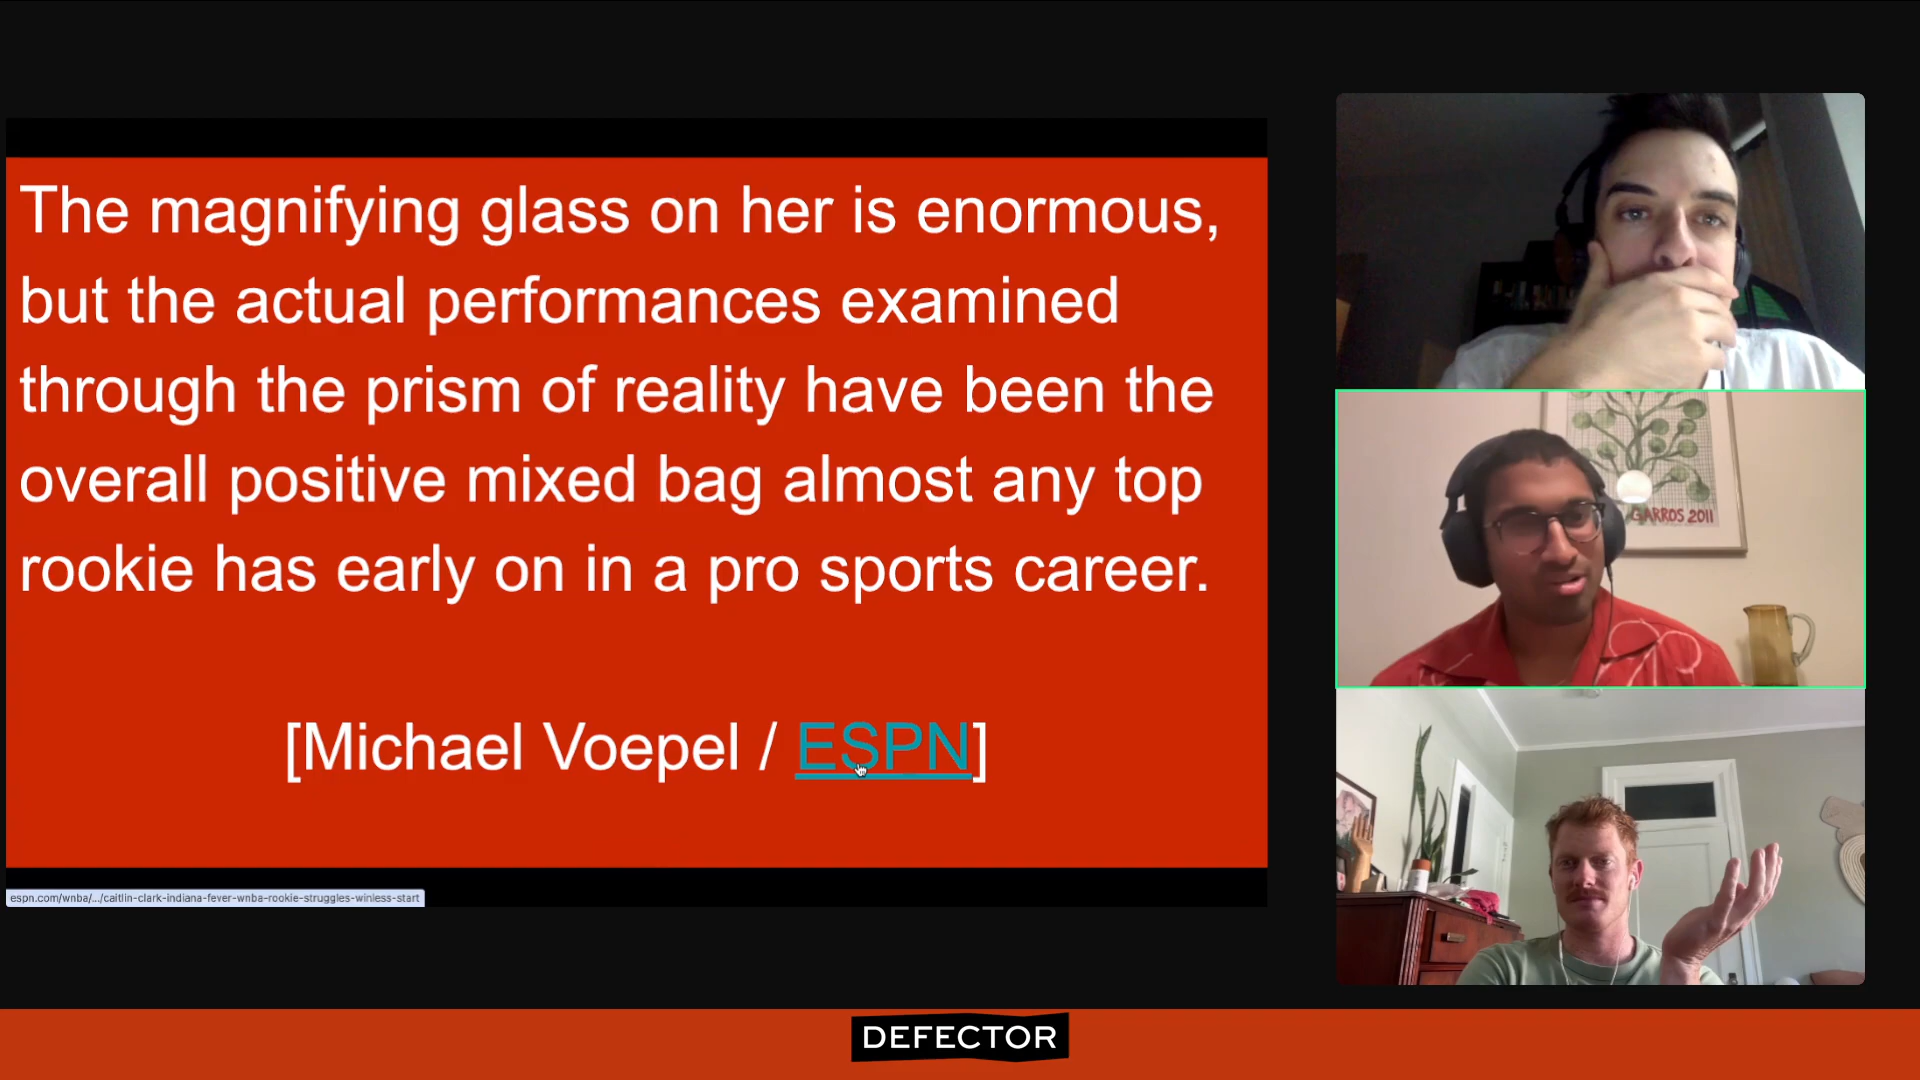 The magnifying glass on her is enormous,
but the actual performances examined
through the prism of reality have been the
overall positive mixed bag almost any top
rookie has early on in a pro sports career.
[Michael Voepel / ESPN]
espn.com/wnba/.../caitlin-clark-indiana-fever-wnba-rookie-struggles-winless-start
GARROS 2011
DEFECTOR